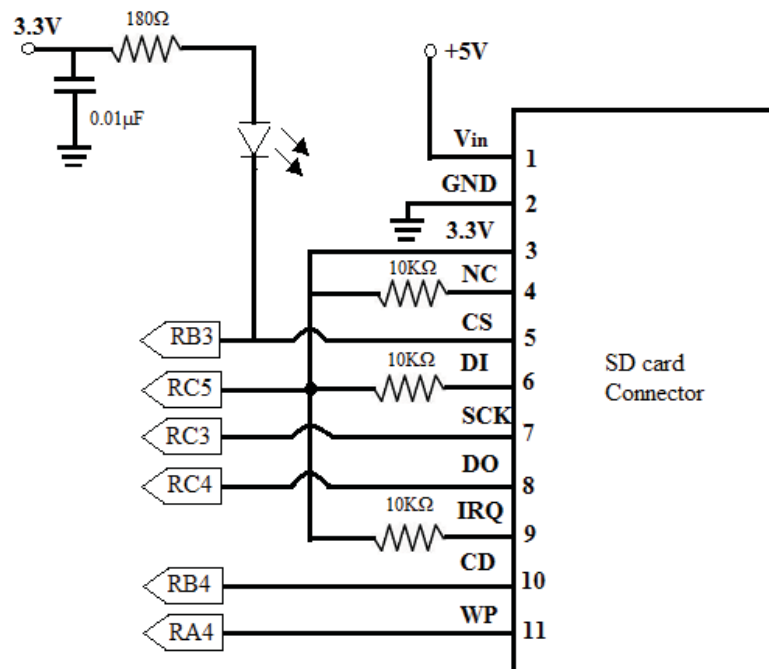 180Ω
3.3V
+5V
0.01µF
Vin
1
GND
2
3.3V
3
10KΩ
NC
4
CS
RB3
5
10KΩ
DI
RC5
6
SD card
Connector
SCK
RC3
7
DO
RC4
8
10KΩ
IRQ
9
CD
RB4
10
WP
RA4
11